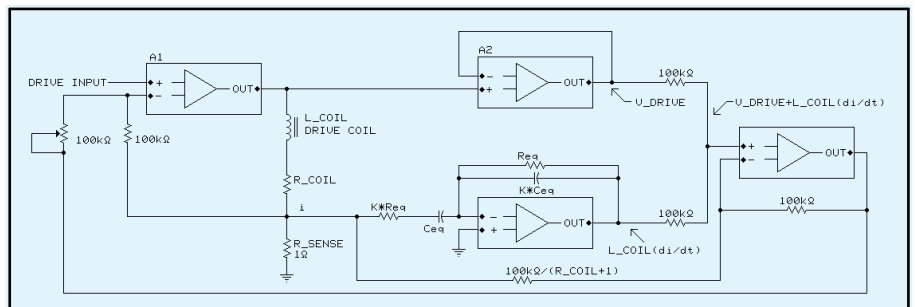 A1
DRIVE INPUT
+
-
OUT
A2
-
+
OUT
100kΩ
V_DRIVE
V_DRIVE+L_COIL(di/dt)
L_COIL
DRIVE COIL
100kΩ
100kΩ
R_COIL
Req
K*Ceq
+
-
OUT
i
K*Req
Ceq
-
+
OUT
100kΩ
100kΩ
R_SENSE
1Ω
L_COIL(di/dt)
100kΩ/(R_COIL+1)